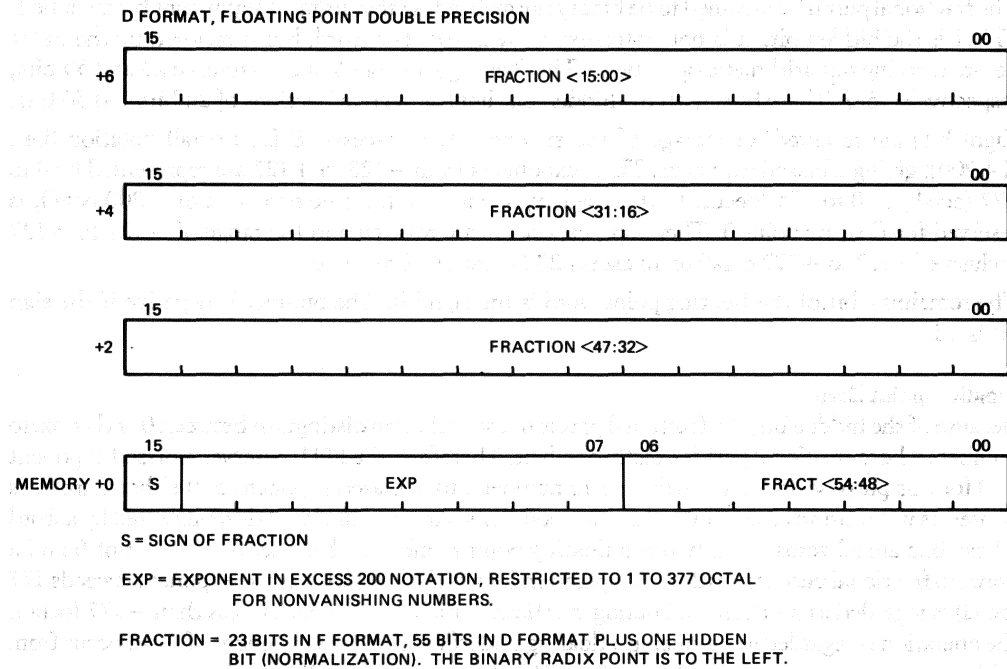 D FORMAT, FLOATING POINT DOUBLE PRECISION
15 00
+6 FRACTION <15:00>
15 00
+4 FRACTION <31:16>
15 00
+2 FRACTION <47:32>
15 07 06 00
MEMORY +0 S EXP FRACT <54:48>
S = SIGN OF FRACTION
EXP = EXPONENT IN EXCESS 200 NOTATION, RESTRICTED TO 1 TO 377 OCTAL
FOR NONVANISHING NUMBERS.
FRACTION = 23 BITS IN F FORMAT, 55 BITS IN D FORMAT PLUS ONE HIDDEN
BIT (NORMALIZATION). THE BINARY RADIX POINT IS TO THE LEFT.